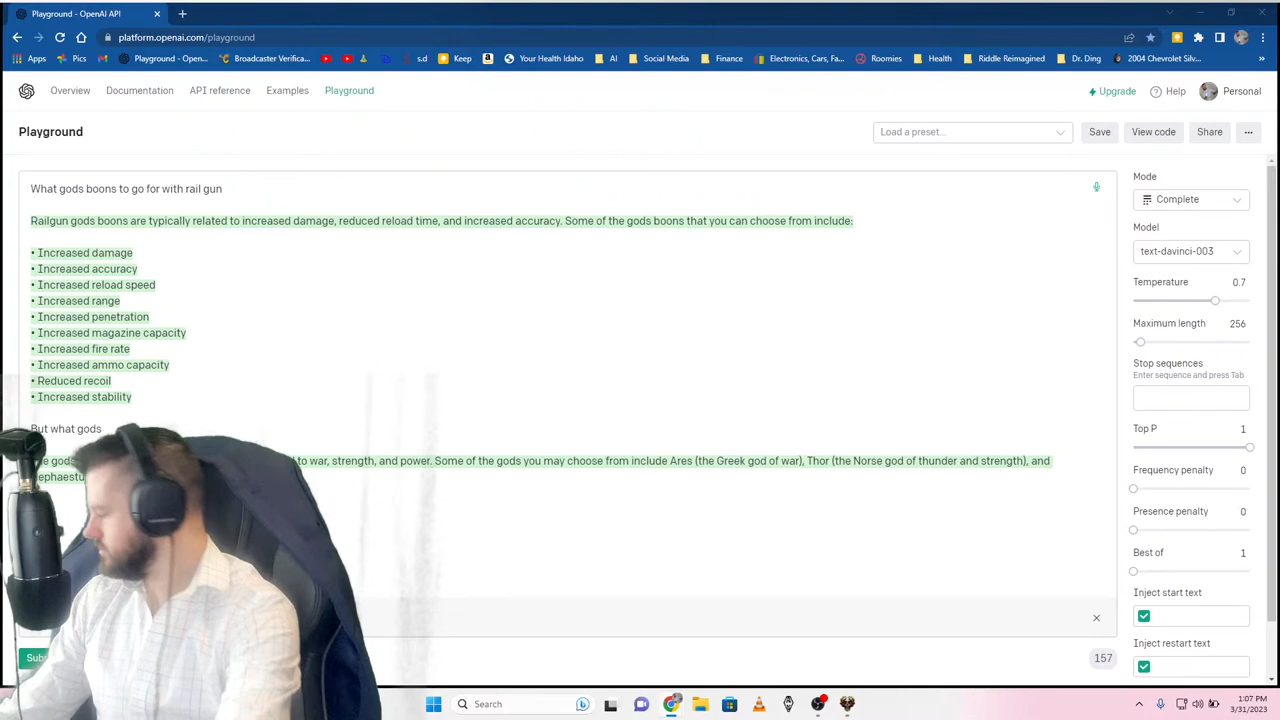 Playground - OpenAI API
platform.openai.com/playground
Apps
Pics
Playground - Open...
Broadcaster Verifica...
s.d
Keep
Your Health Idaho
AI
Social Media
Finance
Electronics, Cars, Fa...
Roomies
Health
Riddle Reimagined
Dr. Ding
2004 Chevrolet Silv...
»
Overview
Documentation
API reference
Examples
Playground
Upgrade
Help
Personal
Playground
Load a preset...
Save
View code
Share
...
What gods boons to go for with rail gun
Railgun gods boons are typically related to increased damage, reduced reload time, and increased accuracy. Some of the gods boons that you can choose from include:
• Increased damage
• Increased accuracy
• Increased reload speed
• Increased range
• Increased penetration
• Increased magazine capacity
• Increased fire rate
• Increased ammo capacity
• Reduced recoil
• Increased stability
But what gods
gods to war, strength, and power. Some of the gods you may choose from include Ares (the Greek god of war), Thor (the Norse god of thunder and strength), and
ephaestu
Sub
157
Mode
Complete
Model
text-davinci-003
Temperature 0.7
Maximum length 256
Stop sequences
Enter sequence and press Tab
Top P 1
Frequency penalty 0
Presence penalty 0
Best of 1
Inject start text
Inject restart text
Search
1:07 PM
3/31/2023